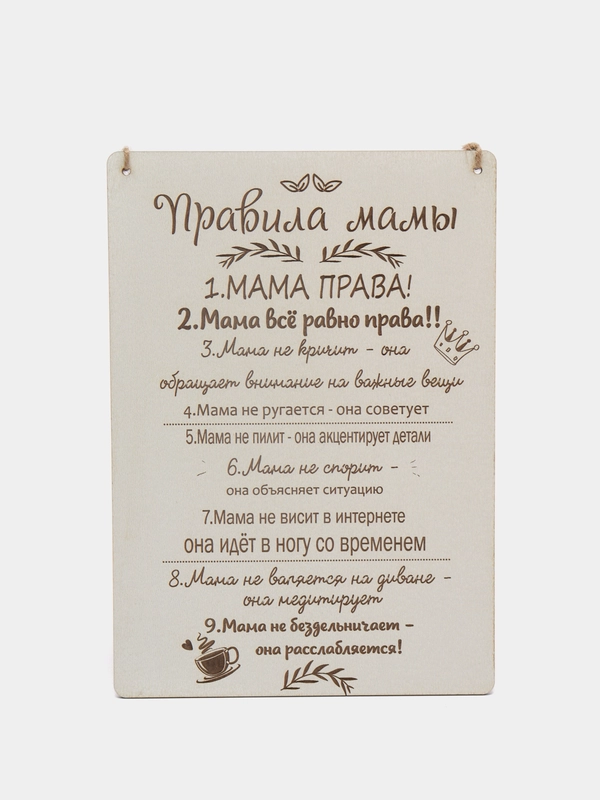 Правила мамы
1.МАМА ПРАВА!
2.Мама всё равно права!!
3.Мама не кричит - она
обращает внимание на важные вещи
4.Мама не ругается - она советует
5.Мама не пилит - она акцентирует детали
6.Мама не спорит -
она объясняет ситуацию
7.Мама не висит в интернете
она идёт в ногу со временем
8.Мама не валяется на диване -
она медитирует
9.Мама не бездельничает -
она расслабляется!